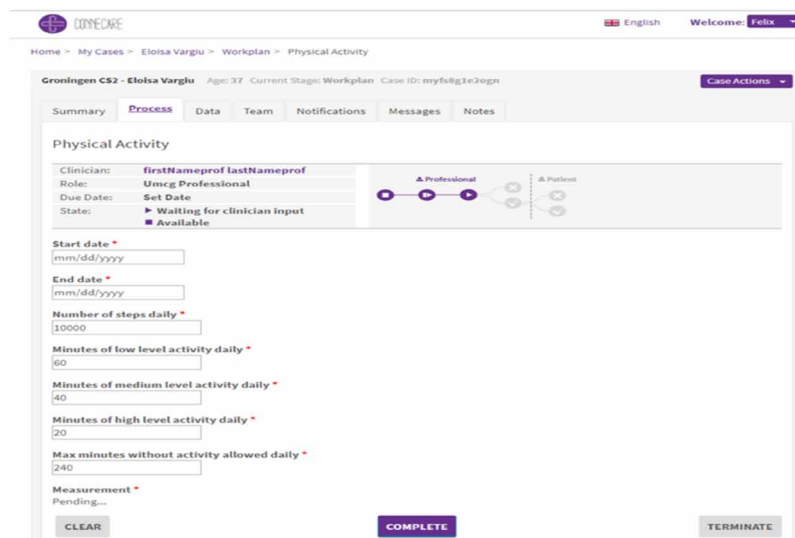 CONNECARE
English Welcome: Felix
Home > My Cases > Eloisa Vargiu > Workplan > Physical Activity
Groningen CS2 - Eloisa Vargiu Age: 37 Current Stage: Workplan Case ID: myfs8g1e2ogn Case Actions
Summary Process Data Team Notifications Messages Notes
Physical Activity
Clinician: firstNameprof lastNameprof
Role: Umcg Professional
Due Date: Set Date
State: Waiting for clinician input
Available
Professional Patient
Start date *
mm/dd/yyyy
End date *
mm/dd/yyyy
Number of steps daily *
10000
Minutes of low level activity daily *
60
Minutes of medium level activity daily *
40
Minutes of high level activity daily *
20
Max minutes without activity allowed daily *
240
Measurement *
Pending...
CLEAR COMPLETE TERMINATE